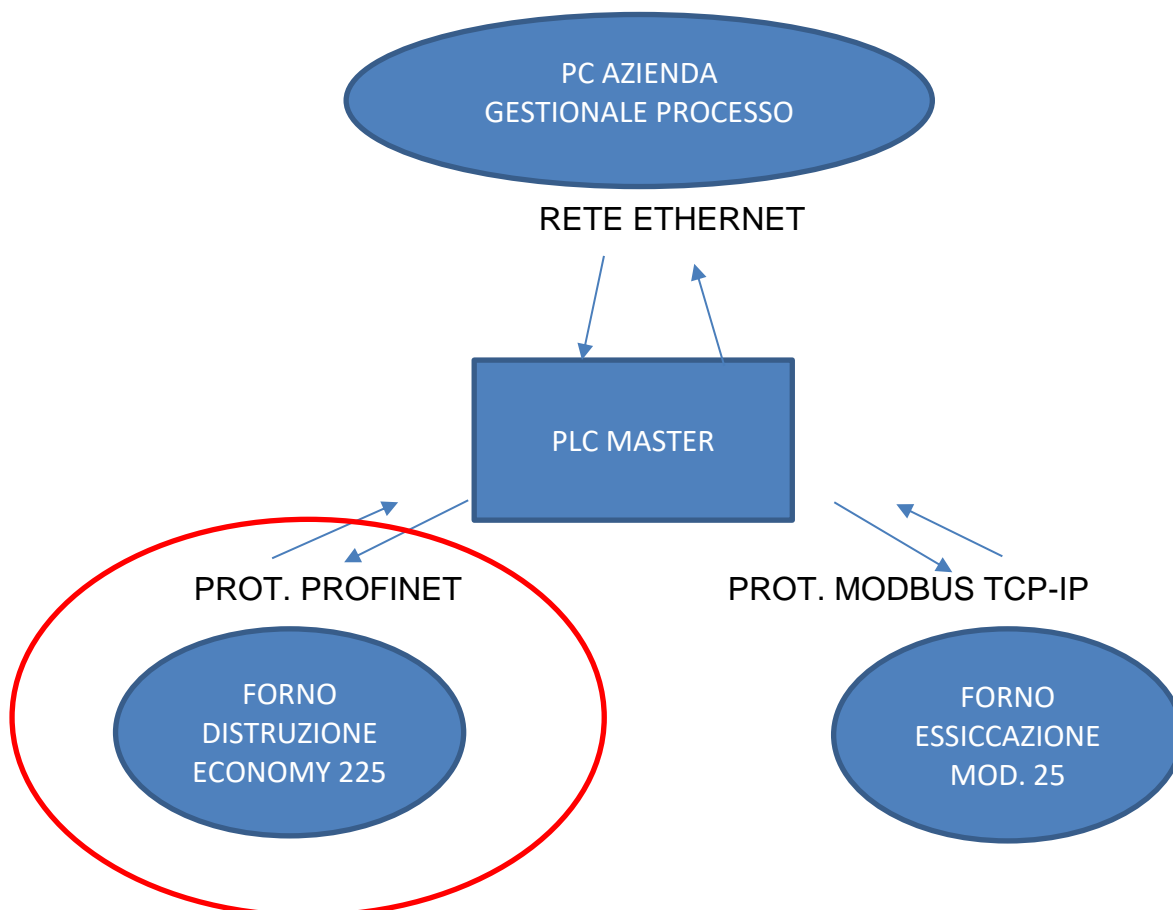 PC AZIENDA
GESTIONALE PROCESSO
RETE ETHERNET
PLC MASTER
PROT. PROFINET
PROT. MODBUS TCP-IP
FORNO
DISTRUZIONE
ECONOMY 225
FORNO
ESSICCAZIONE
MOD. 25